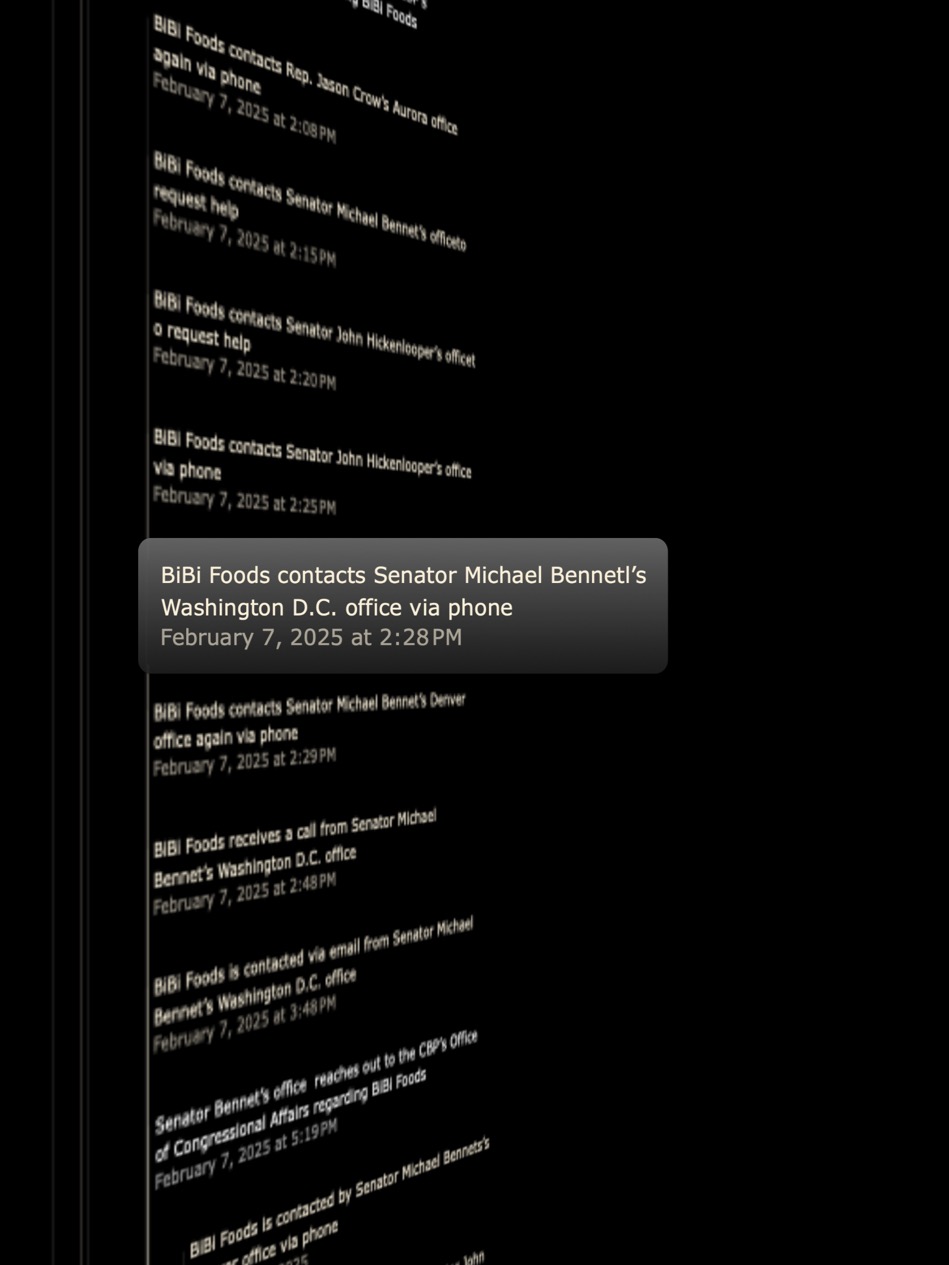 g BiBi Foods
BiBi Foods contacts Rep. Jason Crow's Aurora office
again via phone
February 7, 2025 at 2:08PM
BiBi Foods contacts Senator Michael Bennet's officeto
request help
February 7, 2025 at 2:15PM
BiBi Foods contacts Senator John Hickenlooper's officet
o request help
February 7, 2025 at 2:20PM
BiBi Foods contacts Senator John Hickenlooper's office
via phone
February 7, 2025 at 2:25PM
BiBi Foods contacts Senator Michael Bennetl’s
Washington D.C. office via phone
February 7, 2025 at 2:28PM
BiBi Foods contacts Senator Michael Bennet's Denver
office again via phone
February 7, 2025 at 2:29PM
BiBi Foods receives a call from Senator Michael
Bennet's Washington D.C. office
February 7, 2025 at 2:48PM
BiBi Foods is contacted via email from Senator Michael
Bennet's Washington D.C. office
February 7, 2025 at 3:48PM
Senator Bennet's office reaches out to the CBP's Office
of Congressional Affairs regarding BiBi Foods
February 7, 2025 at 5:19PM
BiBi Foods is contacted by Senator Michael Bennets's
office via phone
John